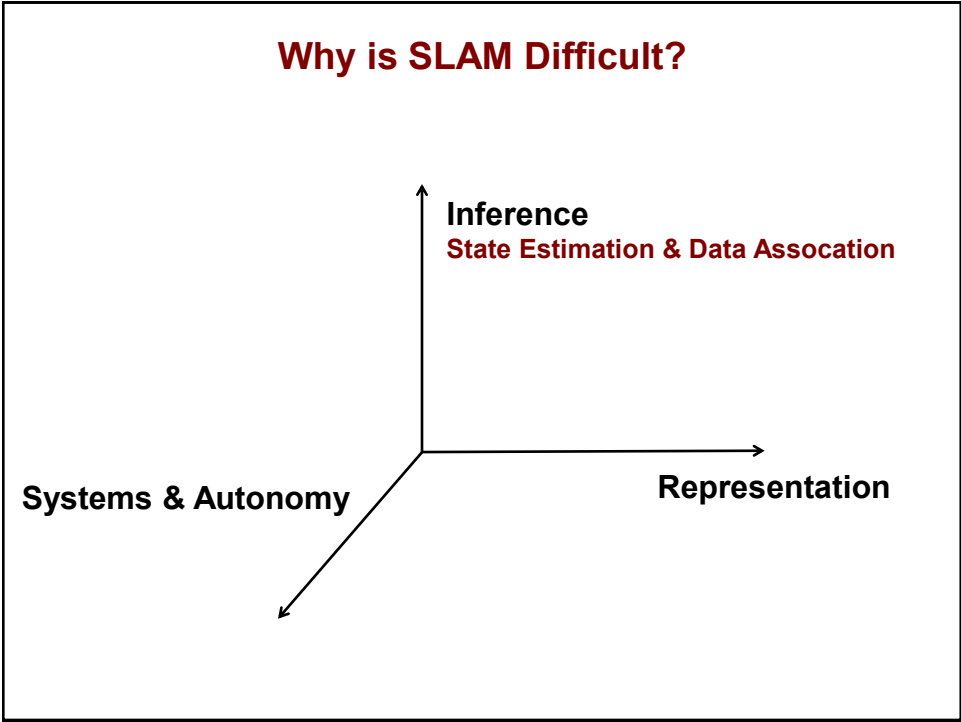 Why is SLAM Difficult?
Inference
State Estimation & Data Assocation
Systems & Autonomy
Representation